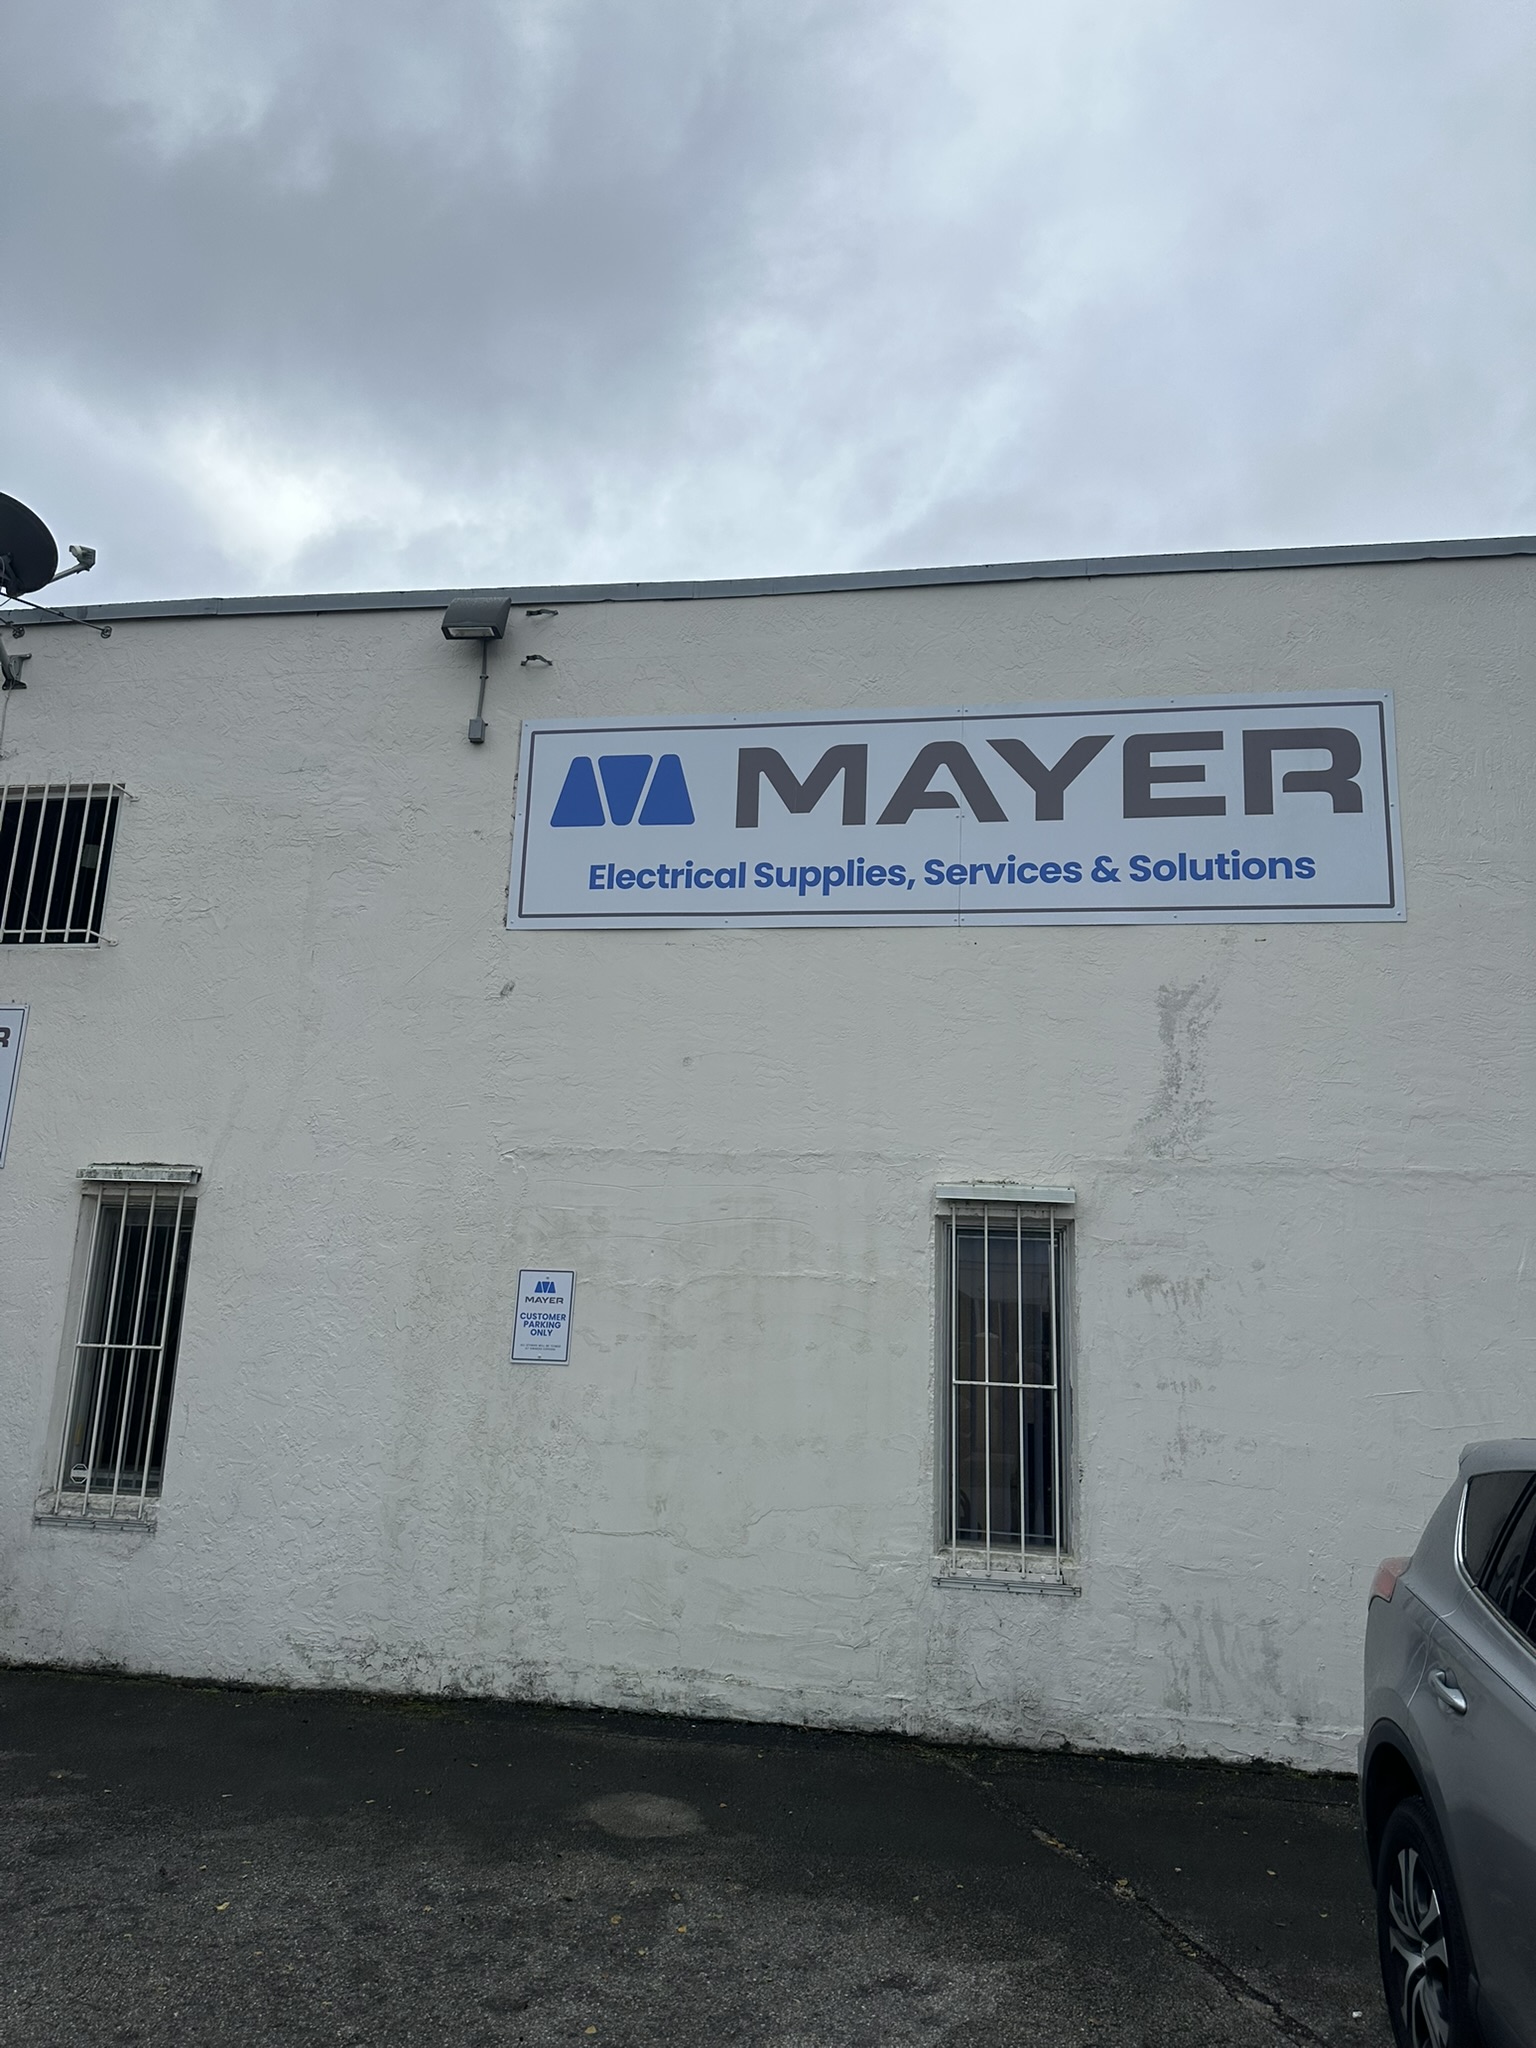 MAYER
Electrical Supplies, Services & Solutions
R
MAYER
CUSTOMER
PARKING
ONLY